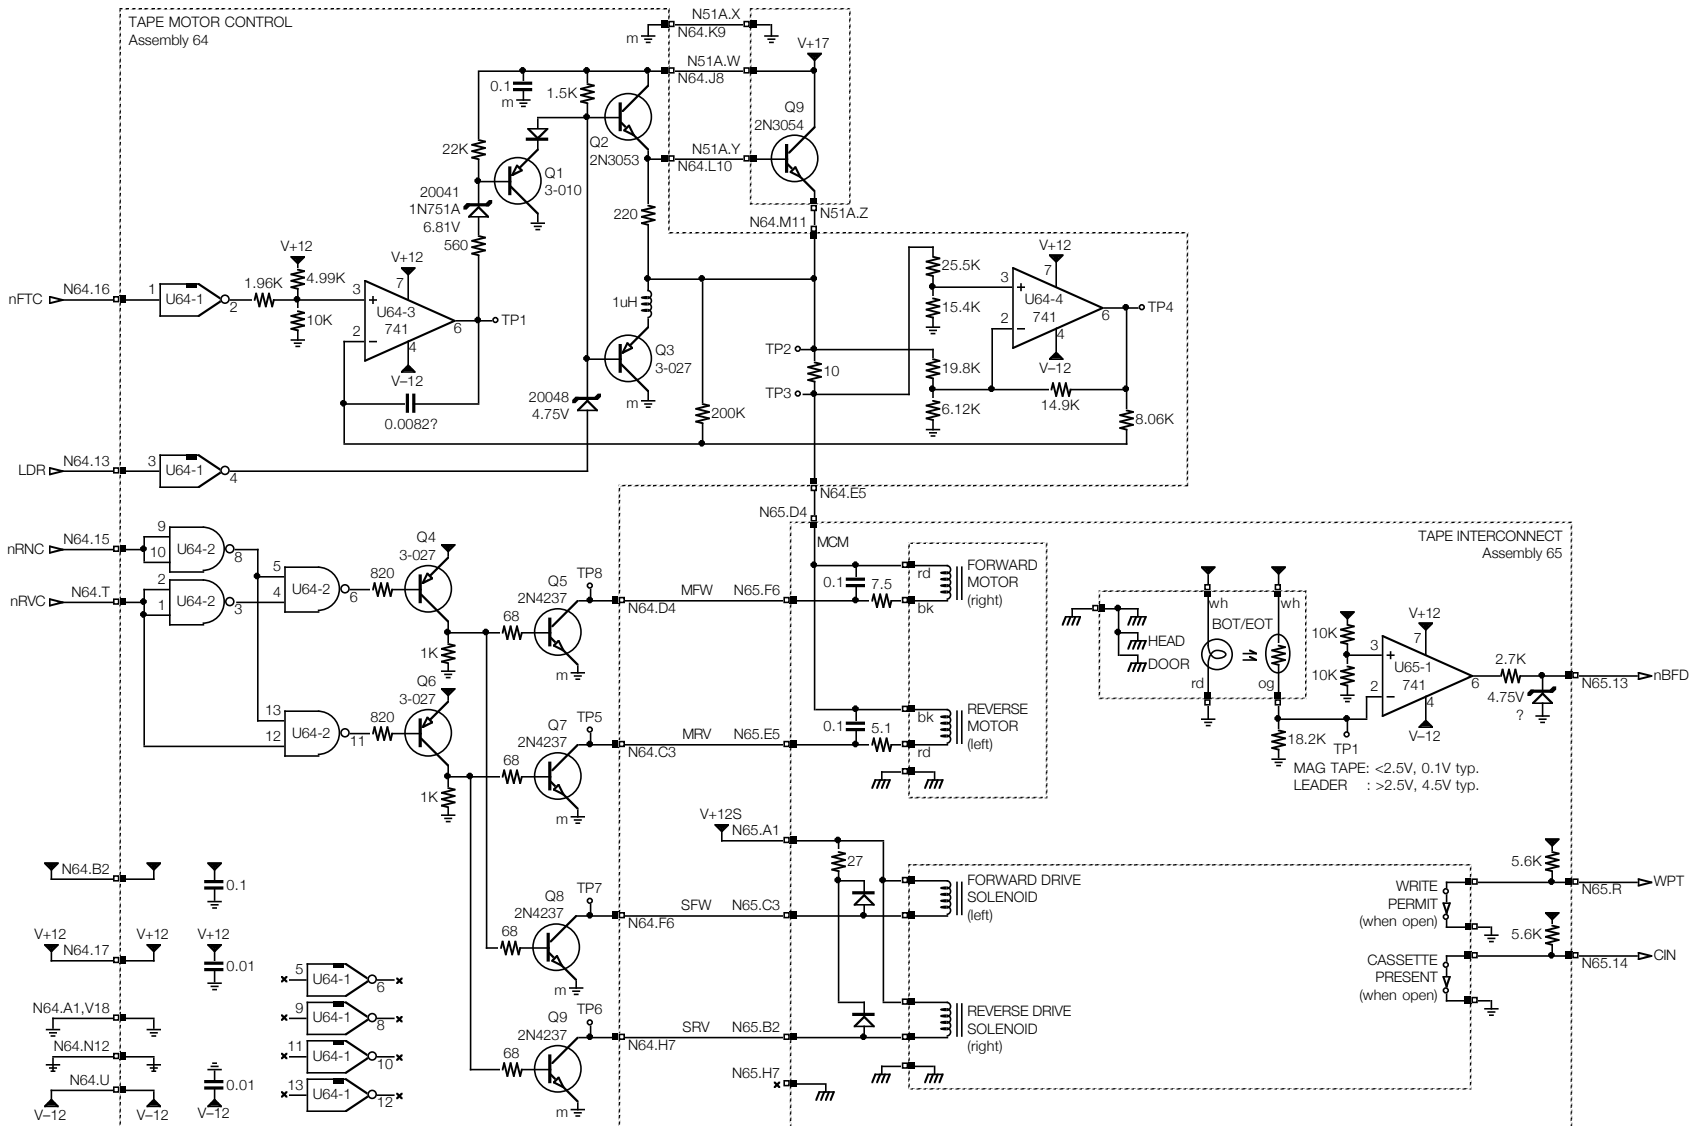 TAPE MOTOR CONTROL
Assembly 64
N51A.X
N64.K9
m
V+17
N51A.W
N64.J8
0.1
m
1.5K
Q9
2N3054
Q2
2N3053
N51A.Y
N64.L10
22K
Q1
3-010
20041
1N751A
6.81V
560
220
N51A.Z
N64.M11
V+12
4.99K
1.96K
10K
nFTC
N64.16
1
U64-1
2
V+12
7
3
+
U64-3
741
2
−
6
4
V–12
TP1
0.0082?
1uH
Q3
3-027
m
20048
4.75V
200K
TP2
10
TP3
25.5K
15.4K
19.8K
6.12K
V+12
7
3
+
U64-4
741
2
−
6
4
V–12
TP4
14.9K
8.06K
LDR
N64.13
3
U64-1
4
N64.E5
N65.D4
MCM
TAPE INTERCONNECT
Assembly 65
nRNC
N64.15
9
10
U64-2
8
nRVC
N64.T
2
1
U64-2
3
5
4
U64-2
6
820
Q4
3-027
1K
68
Q5
2N4237
TP8
m
N64.D4
MFW
N65.F6
0.1
7.5
rd
bk
FORWARD
MOTOR
(right)
13
12
U64-2
11
820
Q6
3-027
1K
68
Q7
2N4237
TP5
m
N64.C3
MRV
N65.E5
0.1
5.1
bk
rd
REVERSE
MOTOR
(left)
HEAD
DOOR
wh
wh
BOT/EOT
rd
og
10K
10K
V+12
7
3
+
U65-1
741
2
−
6
4
V–12
2.7K
4.75V
?
N65.13
nBFD
18.2K
TP1
MAG TAPE: <2.5V, 0.1V typ.
LEADER : >2.5V, 4.5V typ.
V+12S
N65.A1
27
68
Q8
2N4237
TP7
m
N64.F6
SFW
N65.C3
FORWARD DRIVE
SOLENOID
(left)
68
Q9
2N4237
TP6
m
N64.H7
SRV
N65.B2
REVERSE DRIVE
SOLENOID
(right)
N65.H7
WRITE
PERMIT
(when open)
5.6K
N65.R
WPT
CASSETTE
PRESENT
(when open)
5.6K
N65.14
CIN
N64.B2
0.1
V+12
N64.17
V+12
V+12
0.01
N64.A1,V18
N64.N12
N64.U
V–12
V–12
0.01
V–12
5
U64-1
6
9
U64-1
8
11
U64-1
10
13
U64-1
12